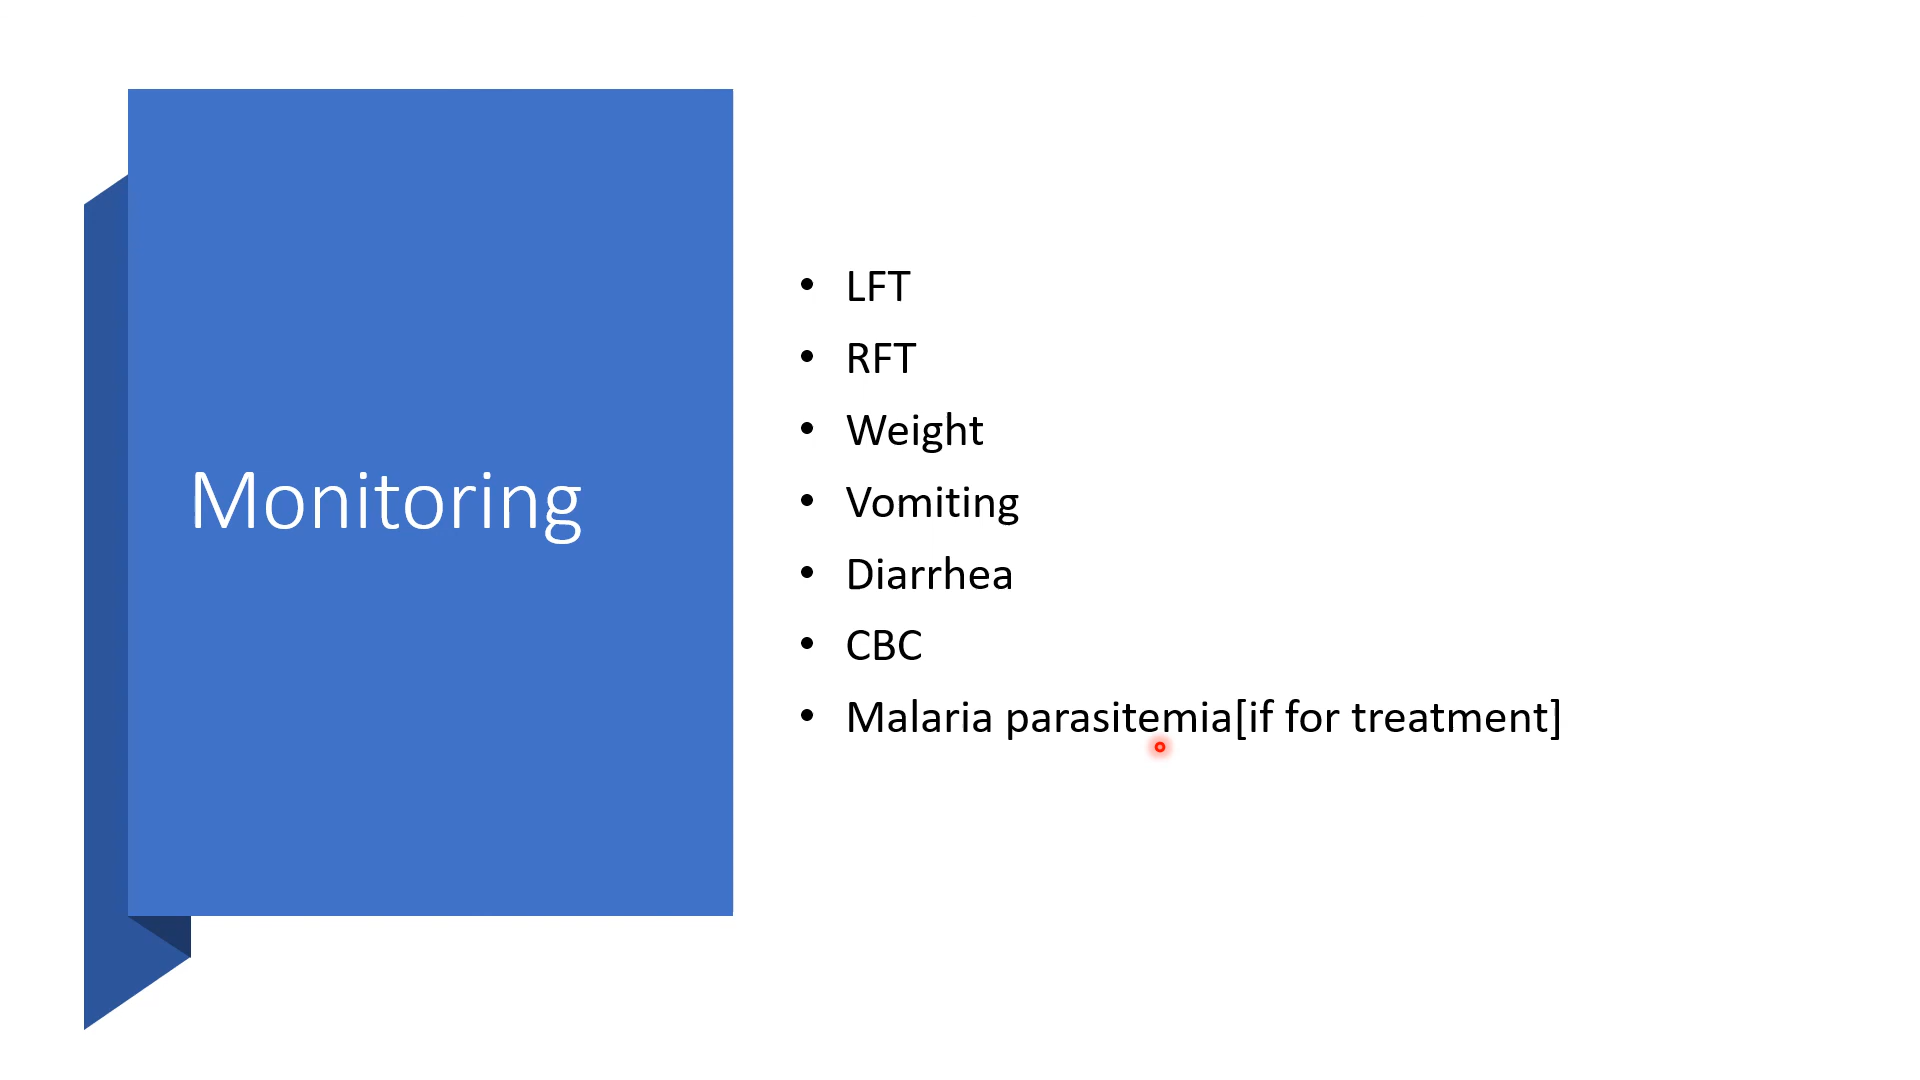 Monitoring
• LFT
• RFT
• Weight
• Vomiting
• Diarrhea
• CBC
• Malaria parasitemia[if for treatment]